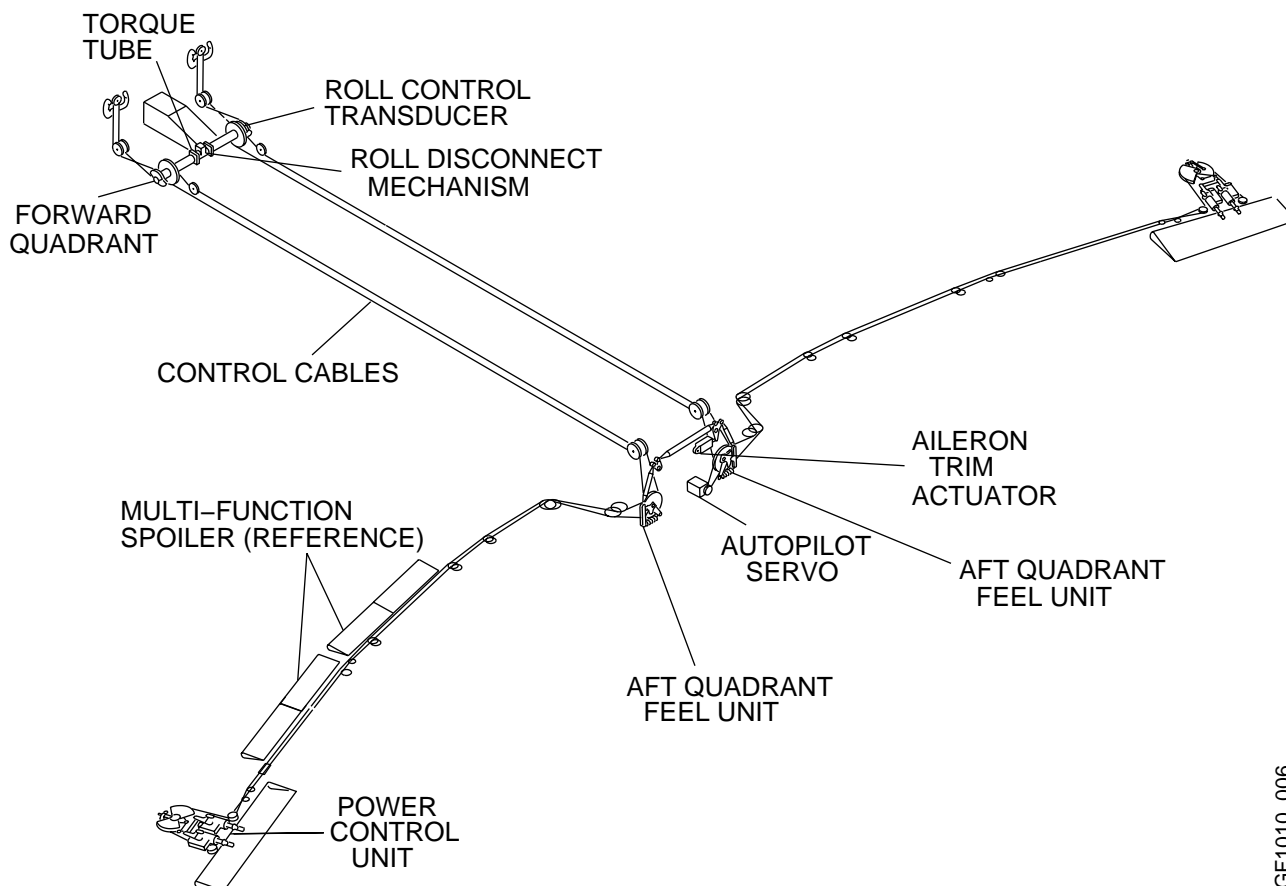 TORQUE
TUBE
ROLL CONTROL
TRANSDUCER
ROLL DISCONNECT
MECHANISM
FORWARD
QUADRANT
CONTROL CABLES
AILERON
TRIM
ACTUATOR
MULTI–FUNCTION
SPOILER (REFERENCE)
AUTOPILOT
SERVO
AFT QUADRANT
FEEL UNIT
AFT QUADRANT
FEEL UNIT
POWER
CONTROL
UNIT
GF1010_006